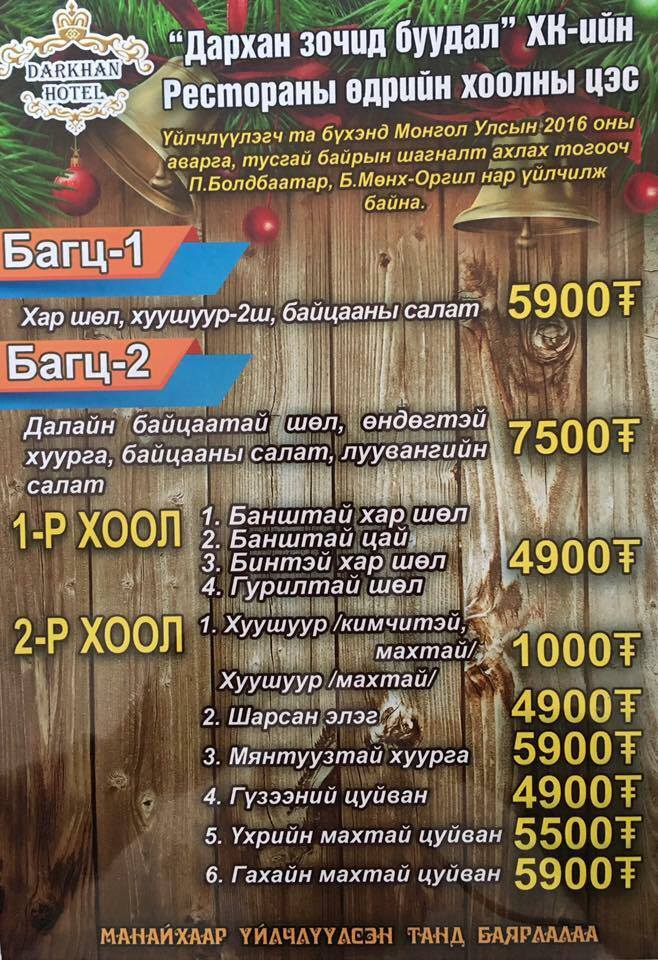 DARKHAN
HOTEL
“Дархан зочид буудал” ХК-ийн
Рестораны өдрийн хоолны цэс
Үйлчлүүлэгч та бүхэнд Монгол Улсын 2016 оны
аварга, тусгай байрын шагналт ахлах тогооч
П.Болдбаатар, Б.Мөнх-Оргил нар үйлчилж
байна.
Багц-1
Хар шөл, хуушуур-2ш, байцааны салат 5900₮
Багц-2
Далайн байцаатай шөл, өндөгтэй
хуурга, байцааны салат, луувангийн 7500₮
салат
1-Р ХООЛ
1. Банштай хар шөл
2. Банштай цай
3. Бинтэй хар шөл 4900₮
4. Гурилтай шөл
2-Р ХООЛ
1. Хуушуур /кимчитэй,
махтай/ 1000₮
Хуушуур /махтай/
2. Шарсан элэг 4900₮
3. Мянтуузтай хуурга 5900₮
4. Гүзээний цуйван 4900₮
5. Үхрийн махтай цуйван 5500₮
6. Гахайн махтай цуйван 5900₮
МАНАЙХААР ҮЙЛЧЛҮҮЛСЭН ТАНД БАЯРЛАЛАА